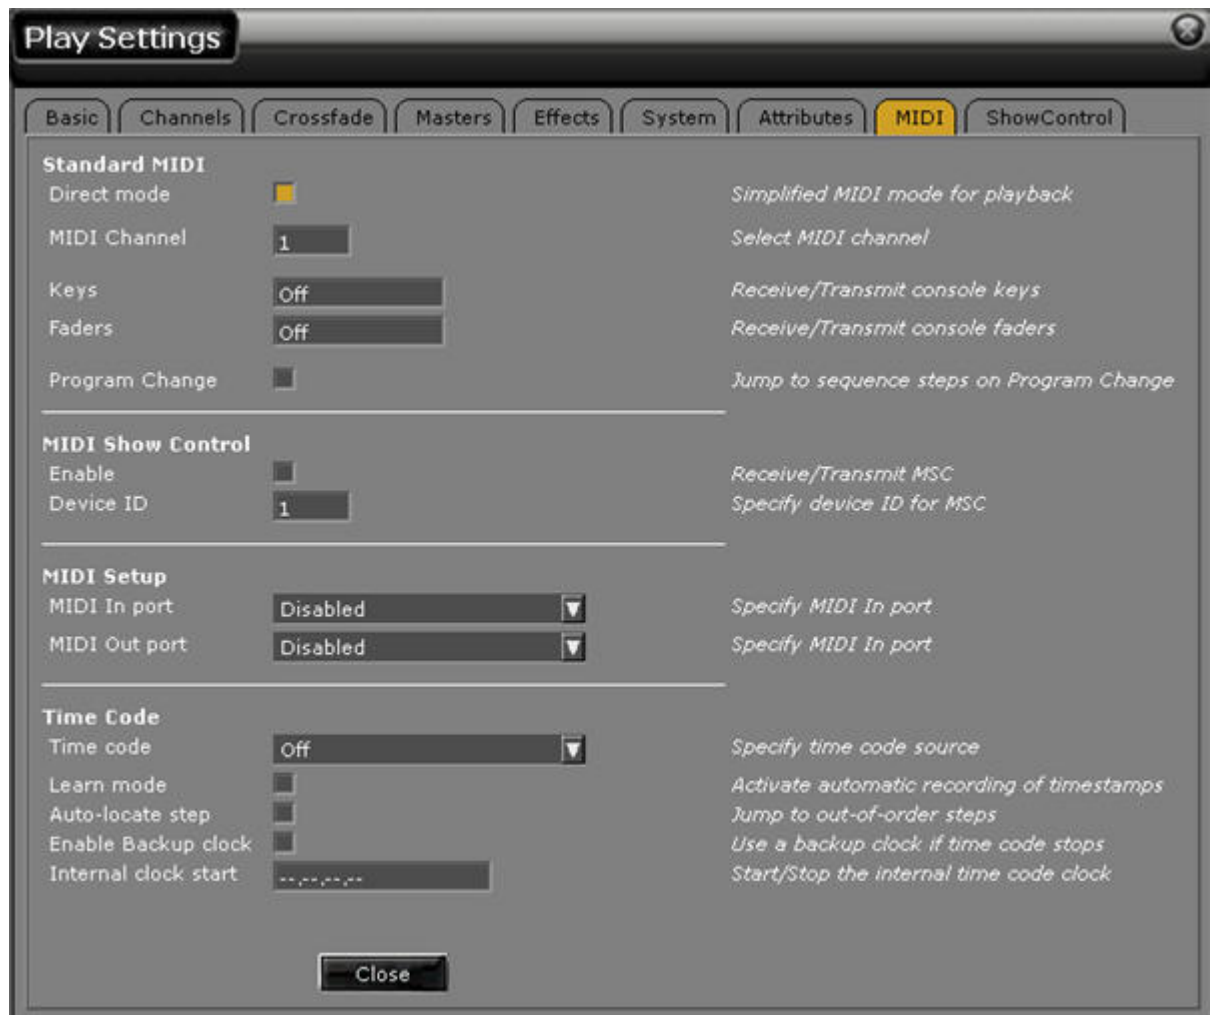 Play Settings
Basic Channels Crossfade Masters Effects System Attributes MIDI ShowControl
Standard MIDI
Direct mode Simplified MIDI mode for playback
MIDI Channel 1 Select MIDI channel
Keys Off Receive/Transmit console keys
Faders Off Receive/Transmit console faders
Program Change Jump to sequence steps on Program Change
MIDI Show Control
Enable Receive/Transmit MSC
Device ID 1 Specify device ID for MSC
MIDI Setup
MIDI In port Disabled Specify MIDI In port
MIDI Out port Disabled Specify MIDI In port
Time Code
Time code Off Specify time code source
Learn mode Activate automatic recording of timestamps
Auto-locate step Jump to out-of-order steps
Enable Backup clock Use a backup clock if time code stops
Internal clock start --,--,--,-- Start/Stop the internal time code clock
Close